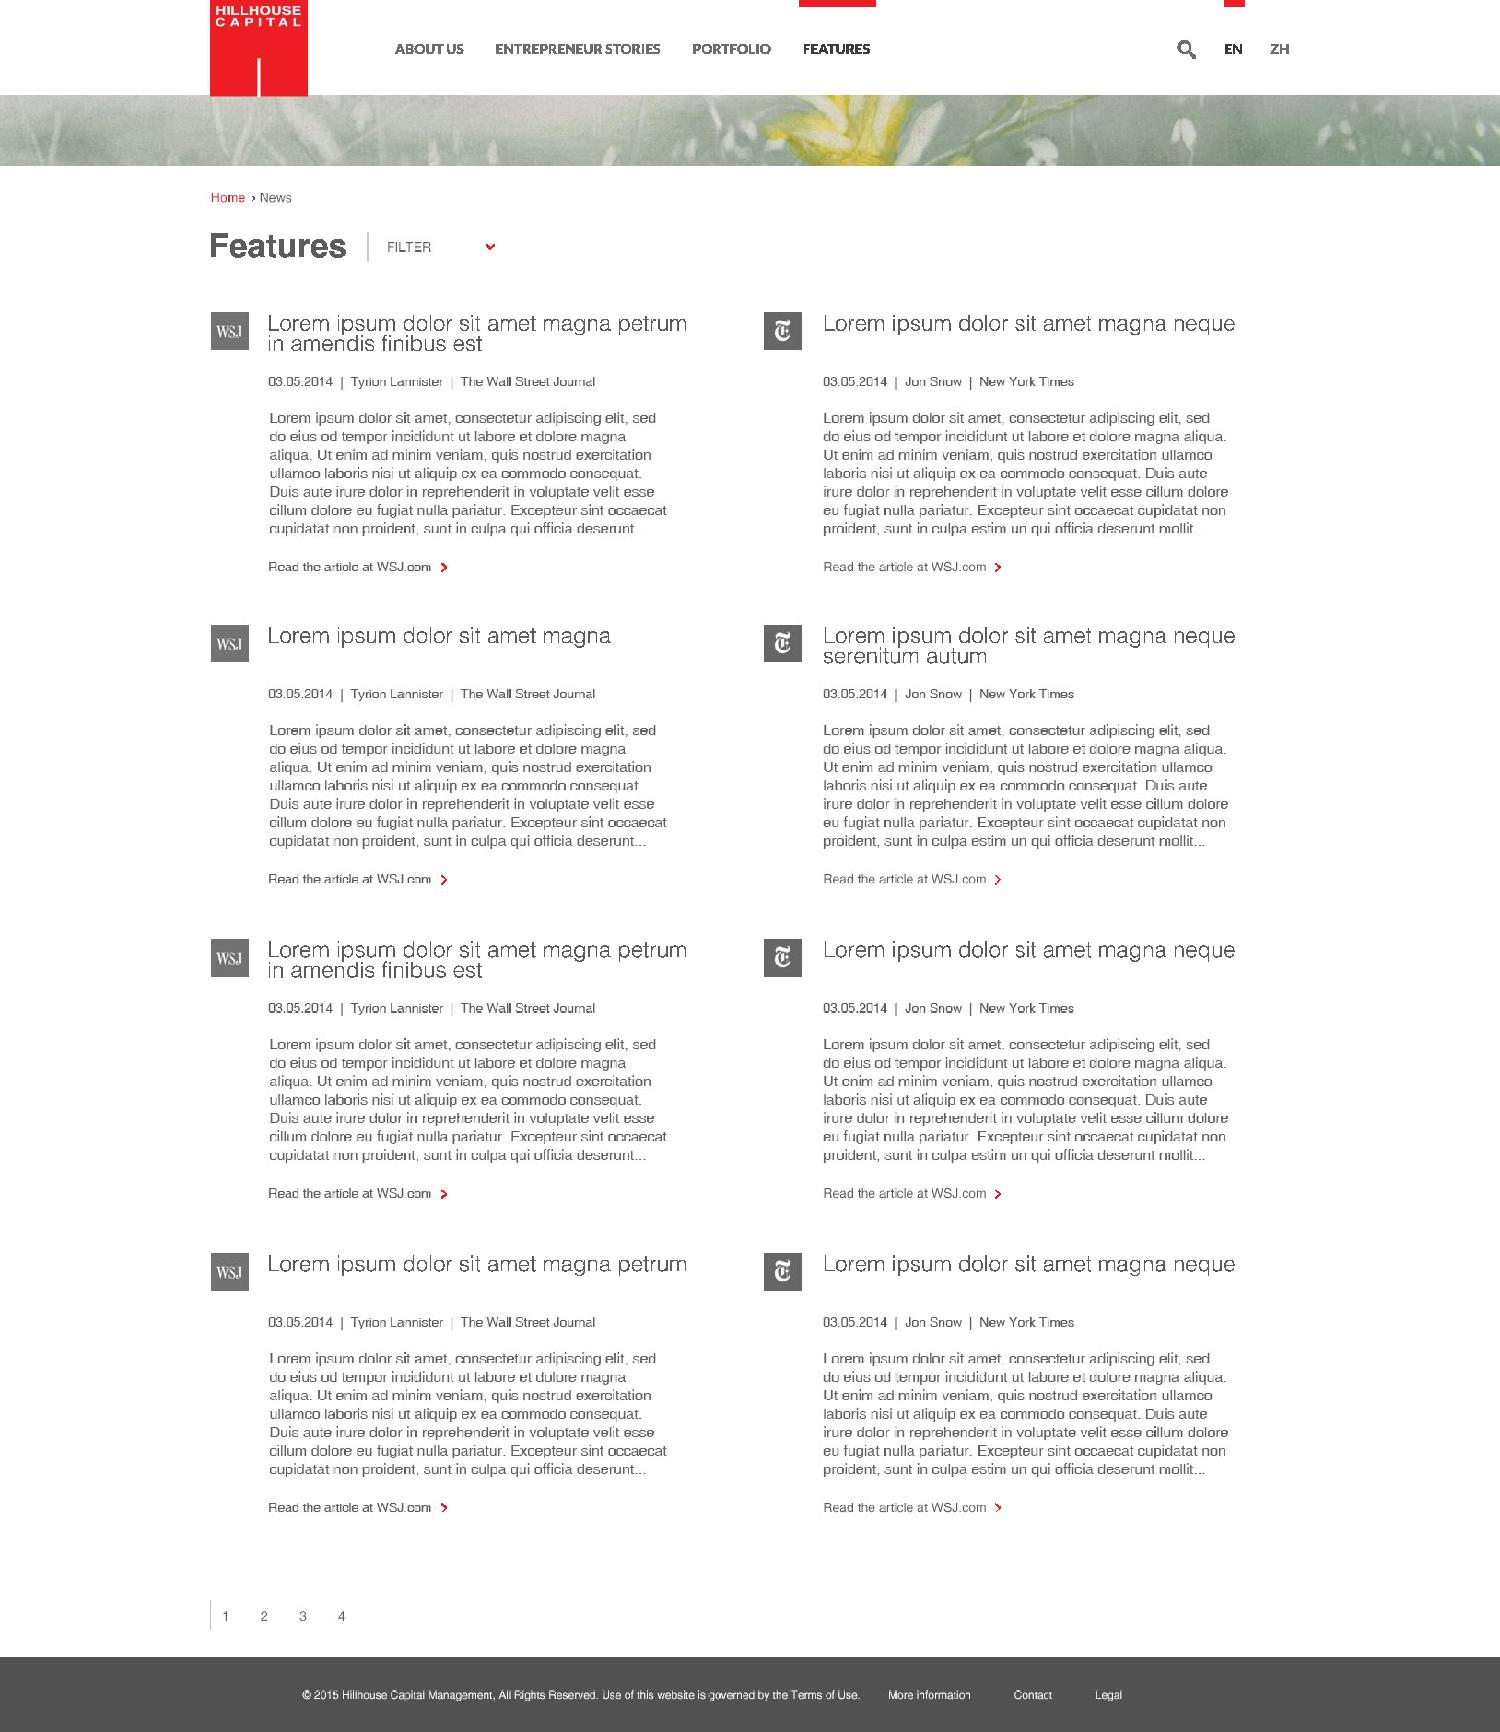 HILLHOUSE
CAPITAL
ABOUT US ENTREPRENEUR STORIES PORTFOLIO FEATURES EN ZH
Home › News
Features FILTER
WSJ
Lorem ipsum dolor sit amet magna petrum
in amendis finibus est
03.05.2014 | Tyrion Lannister | The Wall Street Journal
Lorem ipsum dolor sit amet, consectetur adipiscing elit, sed
do eius od tempor incididunt ut labore et dolore magna
aliqua. Ut enim ad minim veniam, quis nostrud exercitation
ullamco laboris nisi ut aliquip ex ea commodo consequat.
Duis aute irure dolor in reprehenderit in voluptate velit esse
cillum dolore eu fugiat nulla pariatur. Excepteur sint occaecat
cupidatat non proident, sunt in culpa qui officia deserunt...
Read the article at WSJ.com
T
Lorem ipsum dolor sit amet magna neque
03.05.2014 | Jon Snow | New York Times
Lorem ipsum dolor sit amet, consectetur adipiscing elit, sed
do eius od tempor incididunt ut labore et dolore magna aliqua.
Ut enim ad minim veniam, quis nostrud exercitation ullamco
laboris nisi ut aliquip ex ea commodo consequat. Duis aute
irure dolor in reprehenderit in voluptate velit esse cillum dolore
eu fugiat nulla pariatur. Excepteur sint occaecat cupidatat non
proident, sunt in culpa estim un qui officia deserunt mollit...
Read the article at WSJ.com
WSJ
Lorem ipsum dolor sit amet magna
03.05.2014 | Tyrion Lannister | The Wall Street Journal
Lorem ipsum dolor sit amet, consectetur adipiscing elit, sed
do eius od tempor incididunt ut labore et dolore magna
aliqua. Ut enim ad minim veniam, quis nostrud exercitation
ullamco laboris nisi ut aliquip ex ea commodo consequat.
Duis aute irure dolor in reprehenderit in voluptate velit esse
cillum dolore eu fugiat nulla pariatur. Excepteur sint occaecat
cupidatat non proident, sunt in culpa qui officia deserunt...
Read the article at WSJ.com
T
Lorem ipsum dolor sit amet magna neque
serenitum autum
03.05.2014 | Jon Snow | New York Times
Lorem ipsum dolor sit amet, consectetur adipiscing elit, sed
do eius od tempor incididunt ut labore et dolore magna aliqua.
Ut enim ad minim veniam, quis nostrud exercitation ullamco
laboris nisi ut aliquip ex ea commodo consequat. Duis aute
irure dolor in reprehenderit in voluptate velit esse cillum dolore
eu fugiat nulla pariatur. Excepteur sint occaecat cupidatat non
proident, sunt in culpa estim un qui officia deserunt mollit...
Read the article at WSJ.com
WSJ
Lorem ipsum dolor sit amet magna petrum
in amendis finibus est
03.05.2014 | Tyrion Lannister | The Wall Street Journal
Lorem ipsum dolor sit amet, consectetur adipiscing elit, sed
do eius od tempor incididunt ut labore et dolore magna
aliqua. Ut enim ad minim veniam, quis nostrud exercitation
ullamco laboris nisi ut aliquip ex ea commodo consequat.
Duis aute irure dolor in reprehenderit in voluptate velit esse
cillum dolore eu fugiat nulla pariatur. Excepteur sint occaecat
cupidatat non proident, sunt in culpa qui officia deserunt...
Read the article at WSJ.com
T
Lorem ipsum dolor sit amet magna neque
03.05.2014 | Jon Snow | New York Times
Lorem ipsum dolor sit amet, consectetur adipiscing elit, sed
do eius od tempor incididunt ut labore et dolore magna aliqua.
Ut enim ad minim veniam, quis nostrud exercitation ullamco
laboris nisi ut aliquip ex ea commodo consequat. Duis aute
irure dolor in reprehenderit in voluptate velit esse cillum dolore
eu fugiat nulla pariatur. Excepteur sint occaecat cupidatat non
proident, sunt in culpa estim un qui officia deserunt mollit...
Read the article at WSJ.com
WSJ
Lorem ipsum dolor sit amet magna petrum
03.05.2014 | Tyrion Lannister | The Wall Street Journal
Lorem ipsum dolor sit amet, consectetur adipiscing elit, sed
do eius od tempor incididunt ut labore et dolore magna
aliqua. Ut enim ad minim veniam, quis nostrud exercitation
ullamco laboris nisi ut aliquip ex ea commodo consequat.
Duis aute irure dolor in reprehenderit in voluptate velit esse
cillum dolore eu fugiat nulla pariatur. Excepteur sint occaecat
cupidatat non proident, sunt in culpa qui officia deserunt...
Read the article at WSJ.com
T
Lorem ipsum dolor sit amet magna neque
03.05.2014 | Jon Snow | New York Times
Lorem ipsum dolor sit amet, consectetur adipiscing elit, sed
do eius od tempor incididunt ut labore et dolore magna aliqua.
Ut enim ad minim veniam, quis nostrud exercitation ullamco
laboris nisi ut aliquip ex ea commodo consequat. Duis aute
irure dolor in reprehenderit in voluptate velit esse cillum dolore
eu fugiat nulla pariatur. Excepteur sint occaecat cupidatat non
proident, sunt in culpa estim un qui officia deserunt mollit...
Read the article at WSJ.com
1 2 3 4
© 2015 Hillhouse Capital Management, All Rights Reserved. Use of this website is governed by the Terms of Use. More information Contact Legal